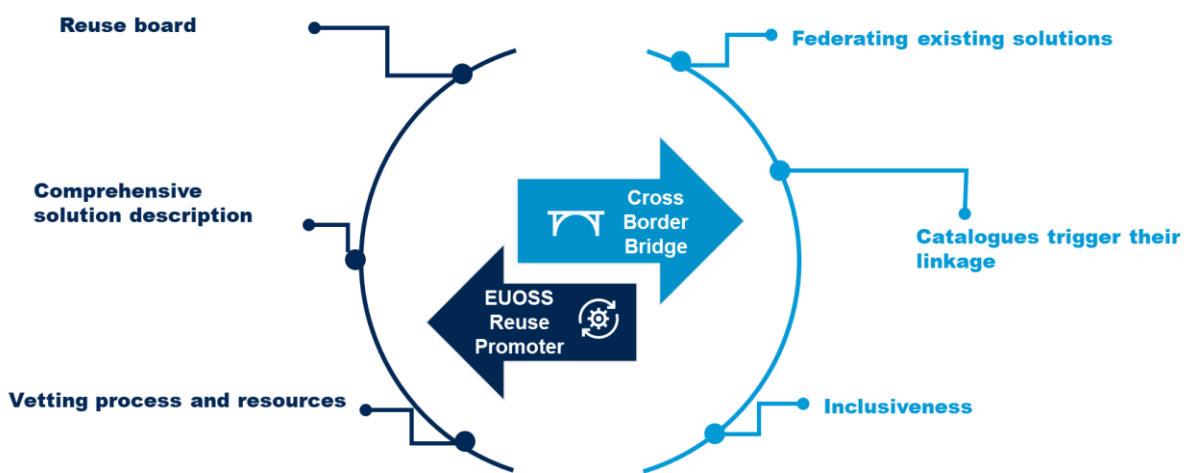 Reuse board
Federating existing solutions
Comprehensive
solution description
Cross
Border
Bridge
Catalogues trigger their
linkage
EUOSS
Reuse
Promoter
Vetting process and resources
Inclusiveness